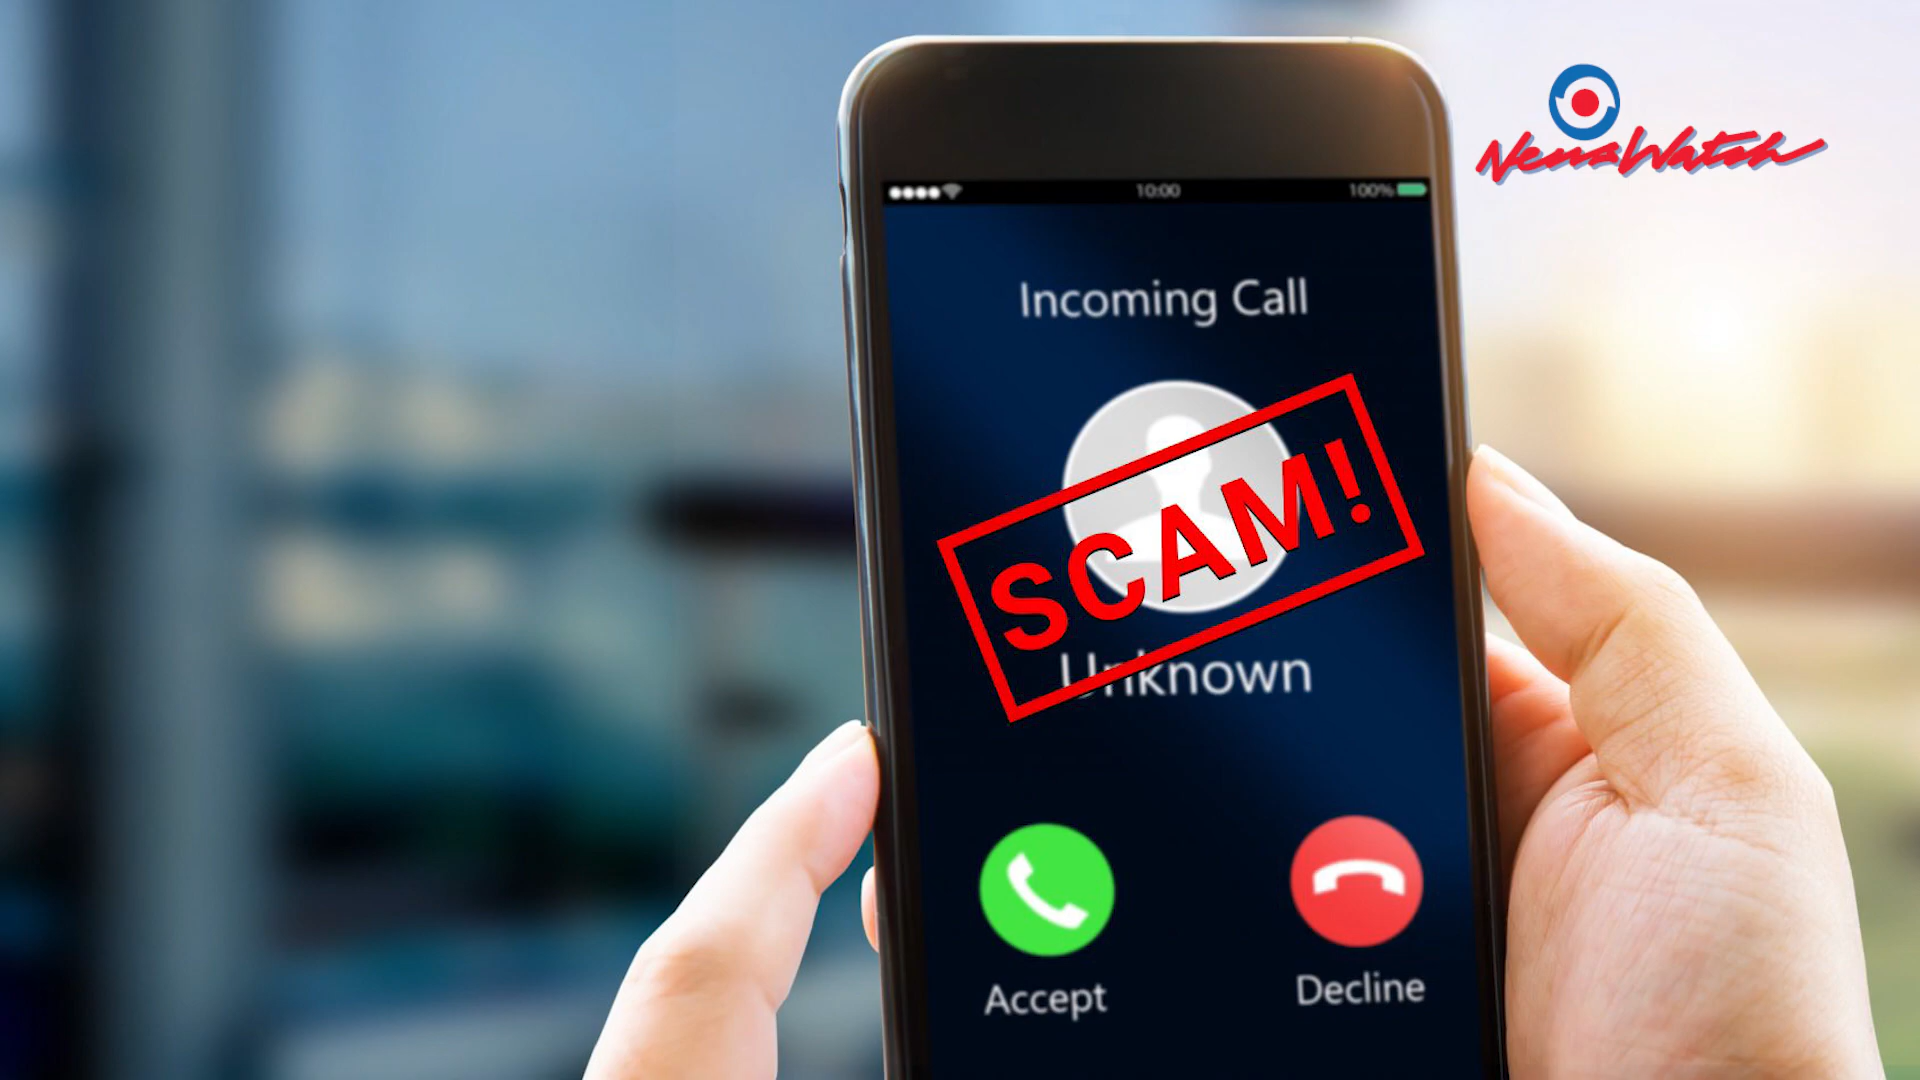 NewsWatch
10:00
100%
Incoming Call
SCAM!
Unknown
Accept
Decline